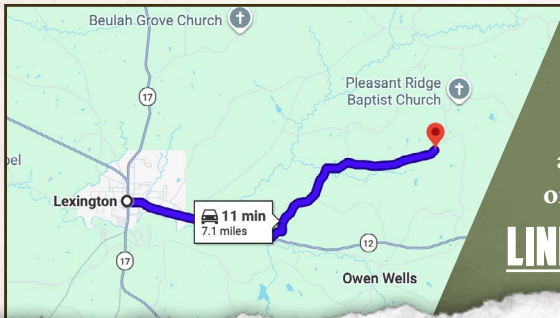 Beulah Grove Church
17
Pleasant Ridge
Baptist Church
Lexington
11 min
7.1 miles
12
17
Owen Wells